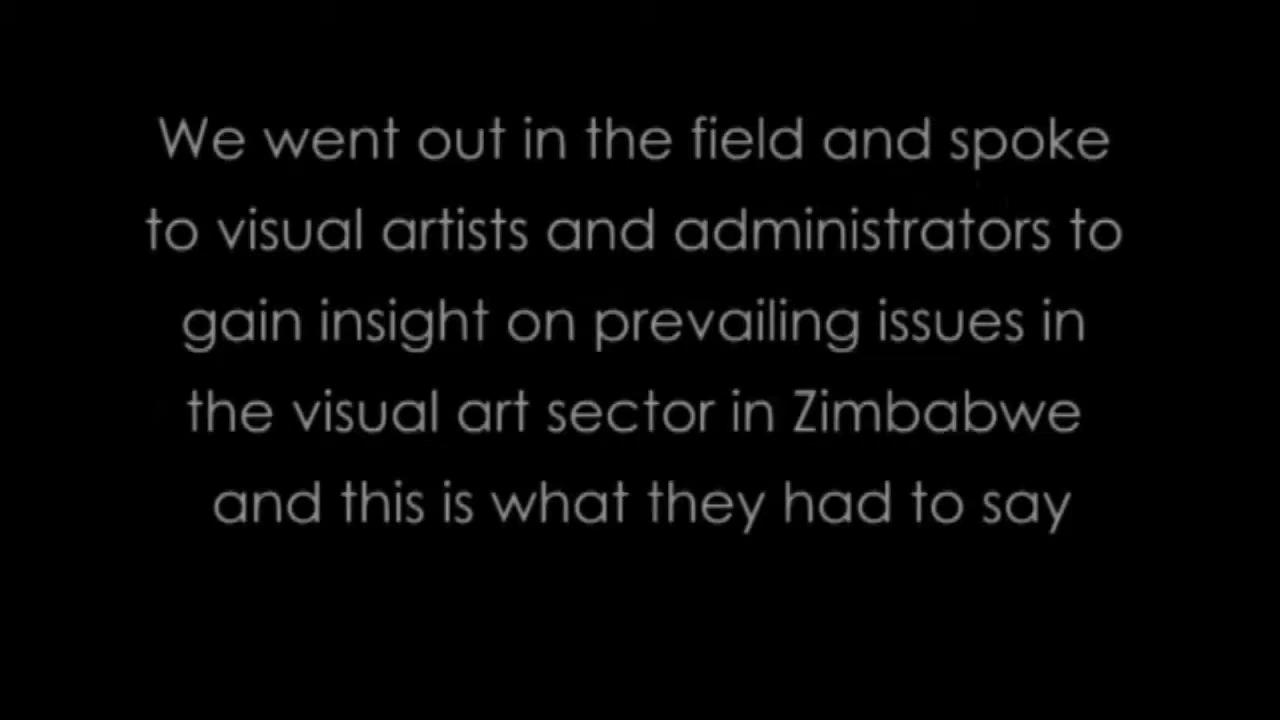 We went out in the field and spoke
to visual artists and administrators to
gain insight on prevailing issues in
the visual art sector in Zimbabwe
and this is what they had to say